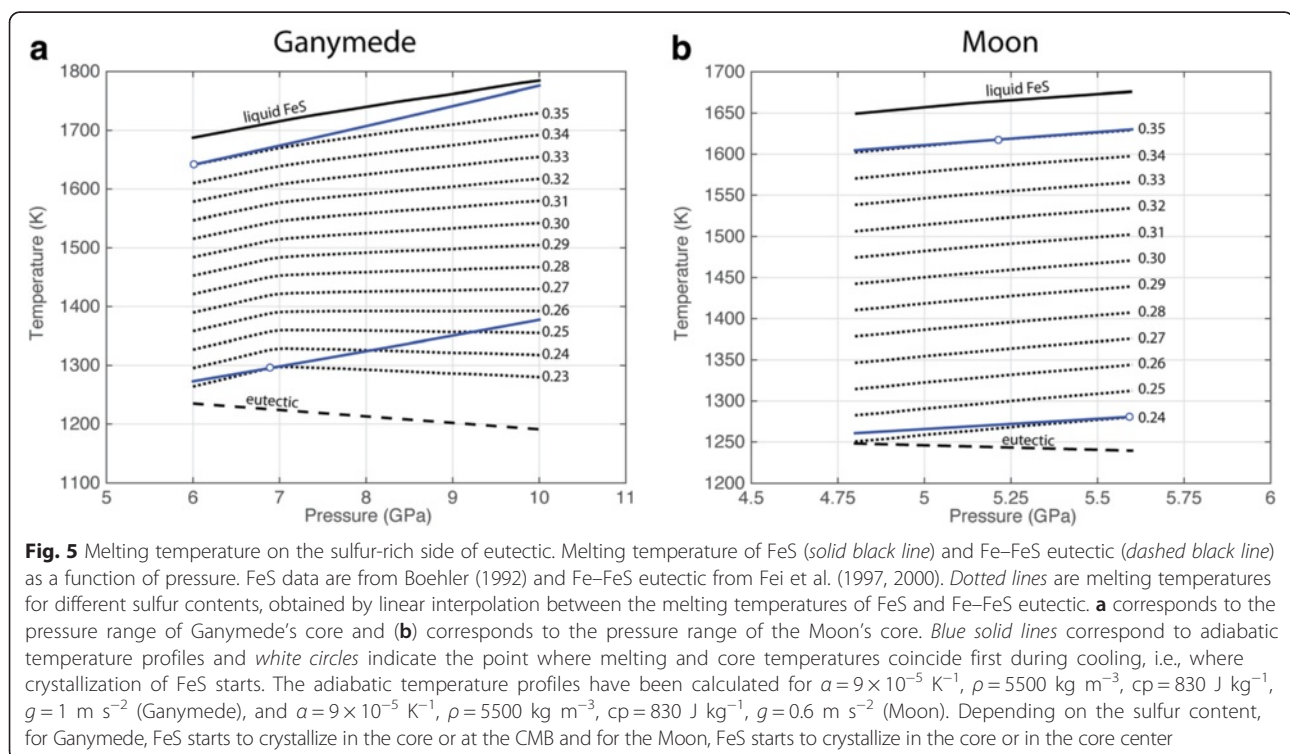 a Ganymede
b Moon
1800
1700
1600
1500
1400
1300
1200
1100
Temperature (K)
5 6 7 8 9 10 11
Pressure (GPa)
liquid FeS
0.35
0.34
0.33
0.32
0.31
0.30
0.29
0.28
0.27
0.26
0.25
0.24
0.23
eutectic
1700
1650
1600
1550
1500
1450
1400
1350
1300
1250
1200
Temperature (K)
4.5 4.75 5 5.25 5.5 5.75 6
Pressure (GPa)
liquid FeS
0.35
0.34
0.33
0.32
0.31
0.30
0.29
0.28
0.27
0.26
0.25
0.24
eutectic
Fig. 5 Melting temperature on the sulfur-rich side of eutectic. Melting temperature of FeS (solid black line) and Fe–FeS eutectic (dashed black line)
as a function of pressure. FeS data are from Boehler (1992) and Fe–FeS eutectic from Fei et al. (1997, 2000). Dotted lines are melting temperatures
for different sulfur contents, obtained by linear interpolation between the melting temperatures of FeS and Fe–FeS eutectic. a corresponds to the
pressure range of Ganymede's core and (b) corresponds to the pressure range of the Moon's core. Blue solid lines correspond to adiabatic
temperature profiles and white circles indicate the point where melting and core temperatures coincide first during cooling, i.e., where
crystallization of FeS starts. The adiabatic temperature profiles have been calculated for α = 9 × 10⁻⁵ K⁻¹, ρ = 5500 kg m⁻³, cp = 830 J kg⁻¹,
g = 1 m s⁻² (Ganymede), and α = 9 × 10⁻⁵ K⁻¹, ρ = 5500 kg m⁻³, cp = 830 J kg⁻¹, g = 0.6 m s⁻² (Moon). Depending on the sulfur content,
for Ganymede, FeS starts to crystallize in the core or at the CMB and for the Moon, FeS starts to crystallize in the core or in the core center